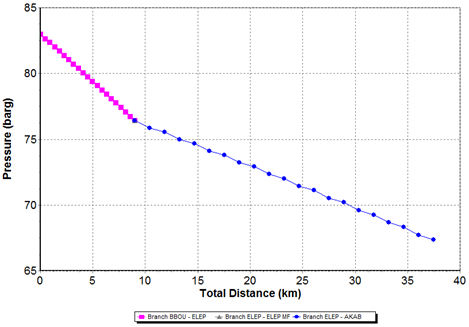 85
80
75
70
65
Pressure (barg)
0 5 10 15 20 25 30 35 40
Total Distance (km)
Branch BBOU - ELEP Branch ELEP - ELEP MF Branch ELEP - AKAB